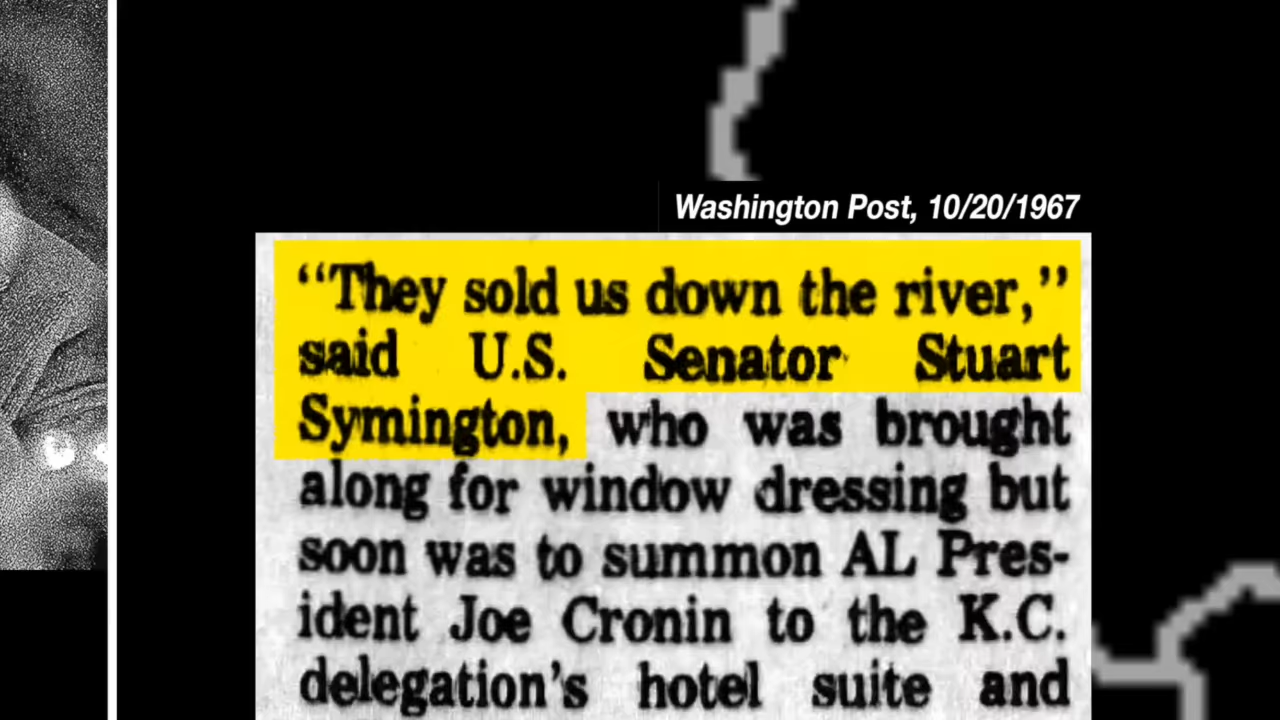 Washington Post, 10/20/1967
“They sold us down the river,”
said U.S. Senator Stuart
Symington, who was brought
along for window dressing but
soon was to summon AL Pres-
ident Joe Cronin to the K.C.
delegation’s hotel suite and